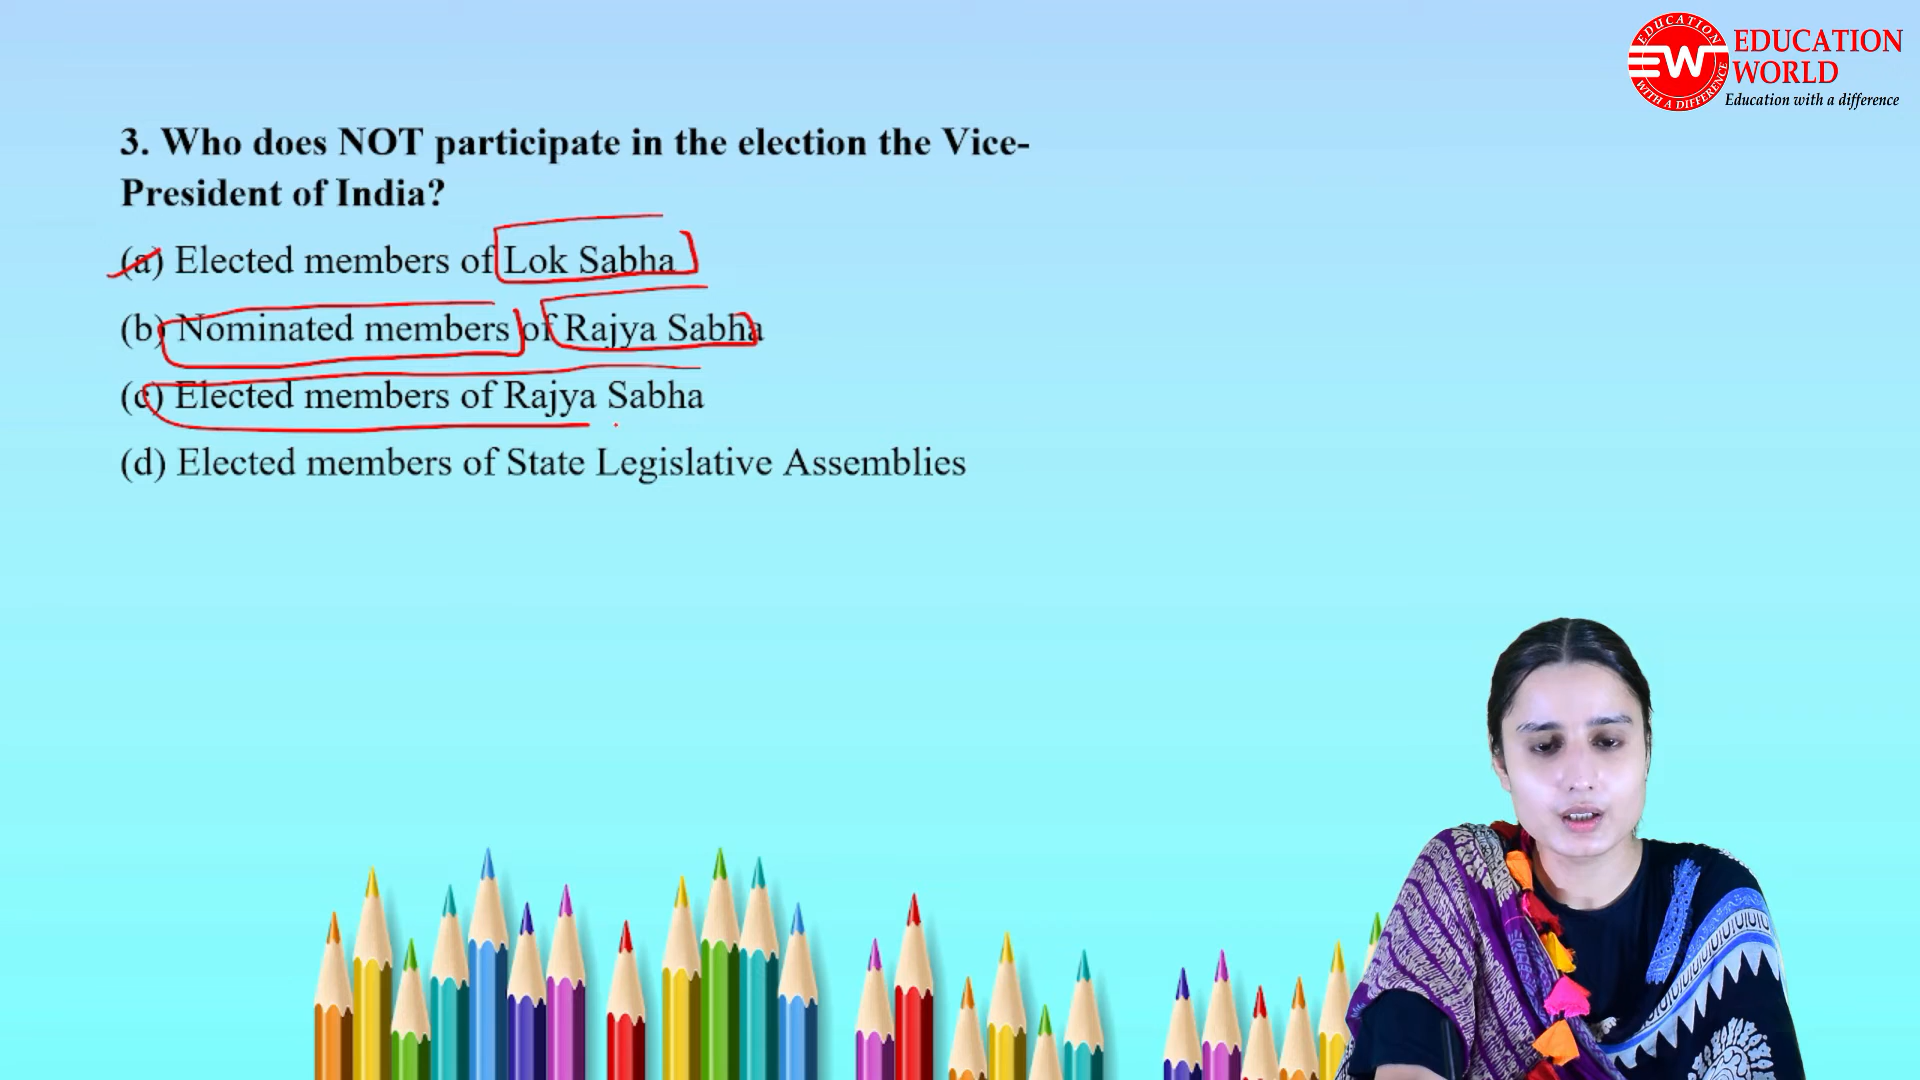 EDUCATION
WITH A DIFFERENCE
EW
EDUCATION
WORLD
Education with a difference
3. Who does NOT participate in the election the Vice-
President of India?
(a) Elected members of Lok Sabha
(b) Nominated members of Rajya Sabha
(c) Elected members of Rajya Sabha
(d) Elected members of State Legislative Assemblies